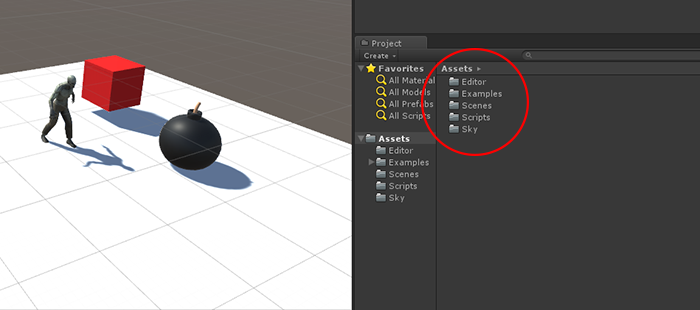 Project
Create
Favorites
All Material
All Models
All Prefabs
All Scripts
Assets
Editor
Examples
Scenes
Scripts
Sky
Assets
Editor
Examples
Scenes
Scripts
Sky